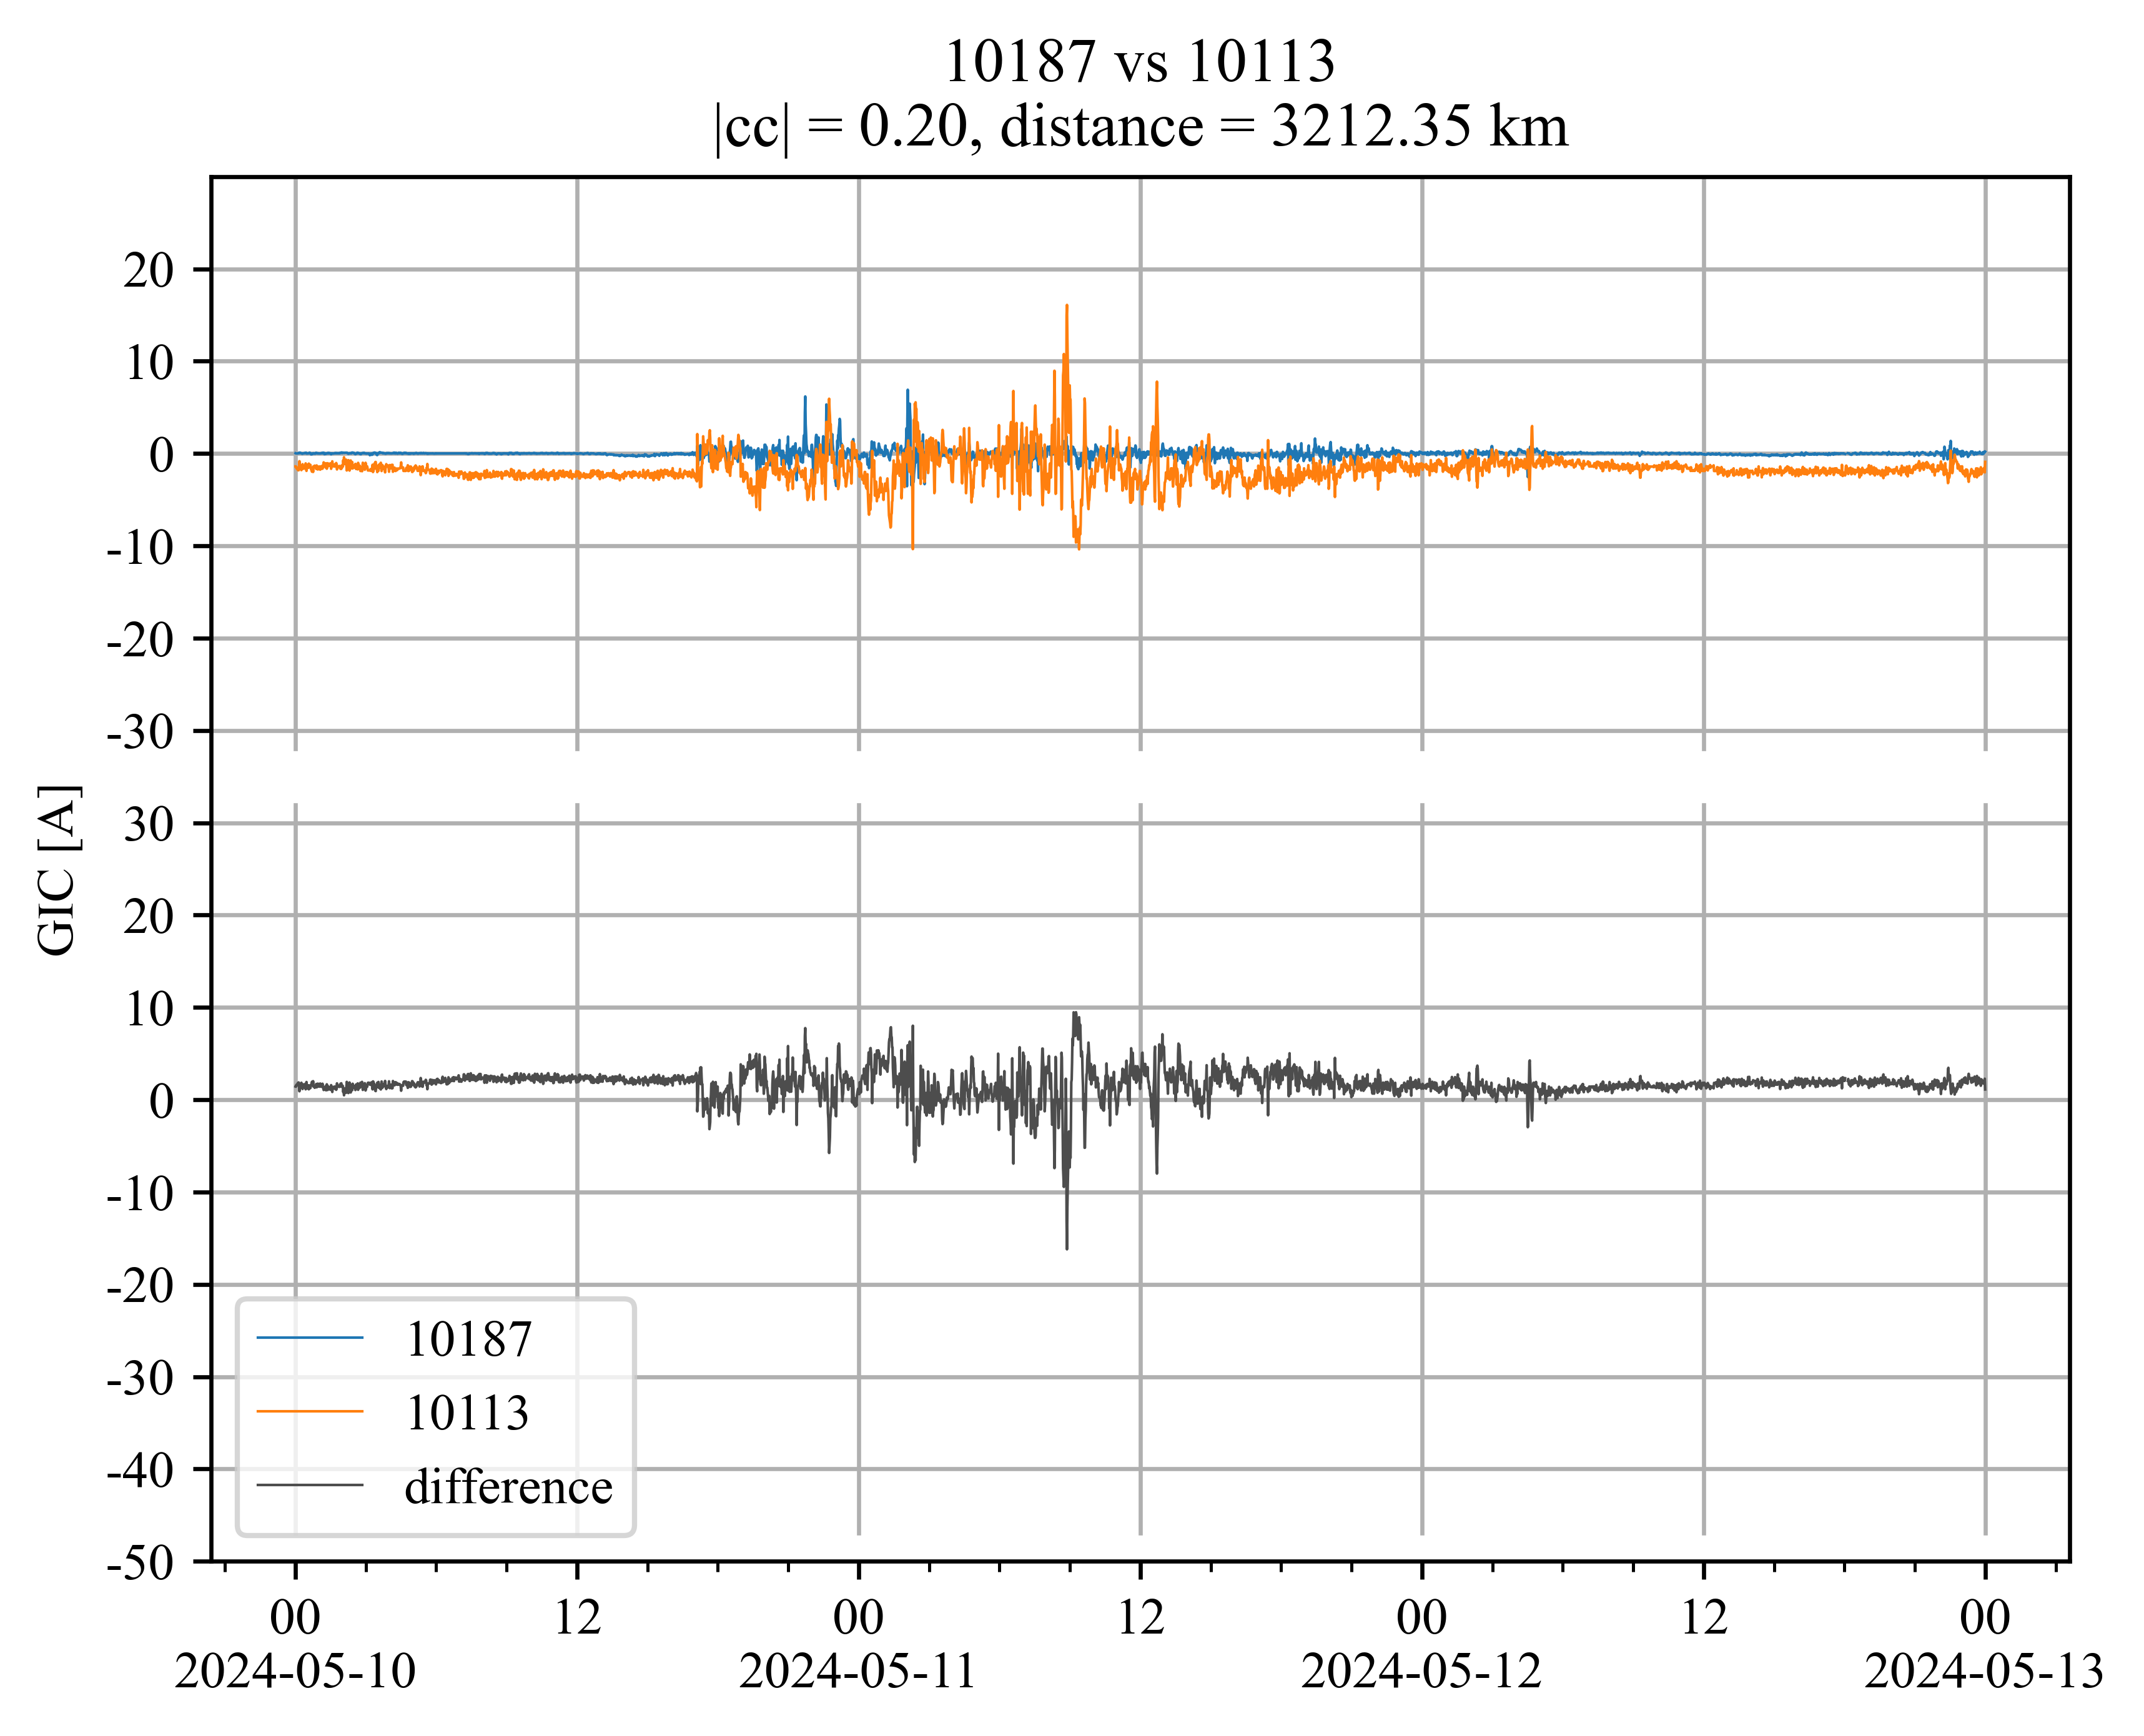 10187 vs 10113
|cc| = 0.20, distance = 3212.35 km
GIC [A]
20
10
0
-10
-20
-30
30
20
10
0
-10
-20
-30
-40
-50
10187
10113
difference
00 12 00 12 00 12 00
2024-05-10 2024-05-11 2024-05-12 2024-05-13